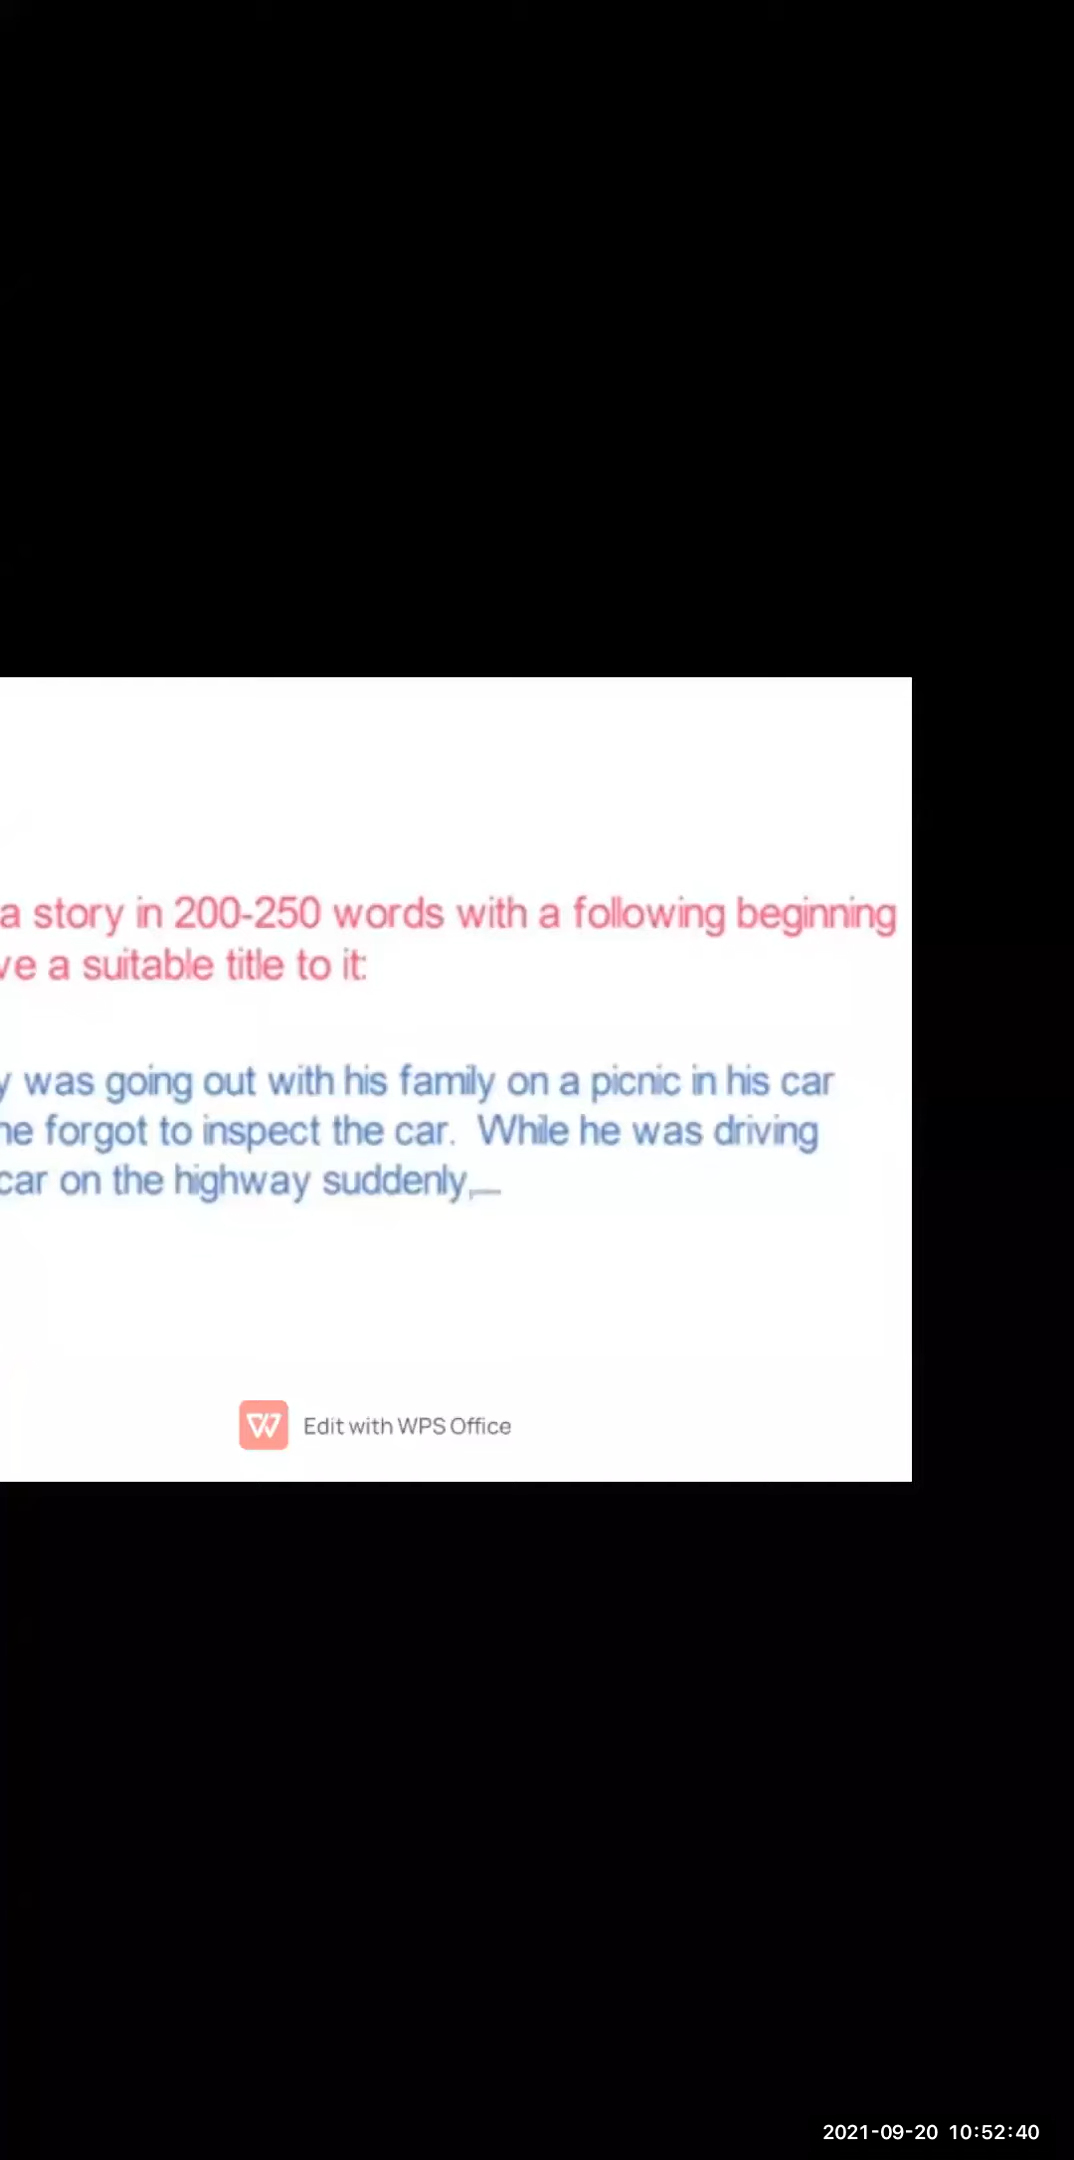 a story in 200-250 words with a following beginning
ve a suitable title to it:
y was going out with his family on a picnic in his car
he forgot to inspect the car. While he was driving
car on the highway suddenly,__
Edit with WPS Office
2021-09-20 10:52:40